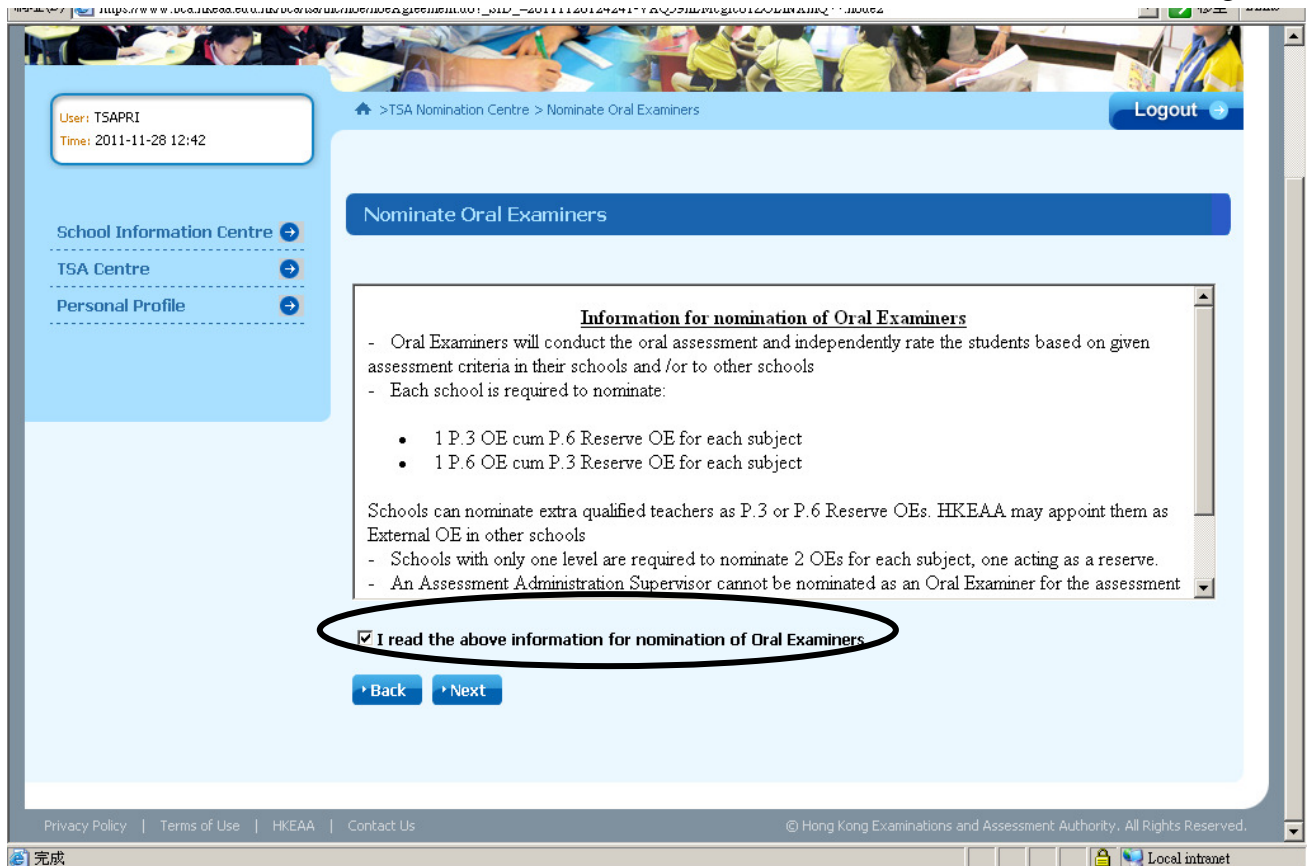 >TSA Nomination Centre > Nominate Oral Examiners
Logout
User: TSAPRI
Time: 2011-11-28 12:42
School Information Centre
TSA Centre
Personal Profile
Nominate Oral Examiners
Information for nomination of Oral Examiners
- Oral Examiners will conduct the oral assessment and independently rate the students based on given
assessment criteria in their schools and /or to other schools
- Each school is required to nominate:
• 1 P.3 OE cum P.6 Reserve OE for each subject
• 1 P.6 OE cum P.3 Reserve OE for each subject
Schools can nominate extra qualified teachers as P.3 or P.6 Reserve OEs. HKEAA may appoint them as
External OE in other schools
- Schools with only one level are required to nominate 2 OEs for each subject, one acting as a reserve.
- An Assessment Administration Supervisor cannot be nominated as an Oral Examiner for the assessment
I read the above information for nomination of Oral Examiners
Back Next
Privacy Policy | Terms of Use | HKEAA | Contact Us
© Hong Kong Examinations and Assessment Authority. All Rights Reserved.
完成
Local intranet